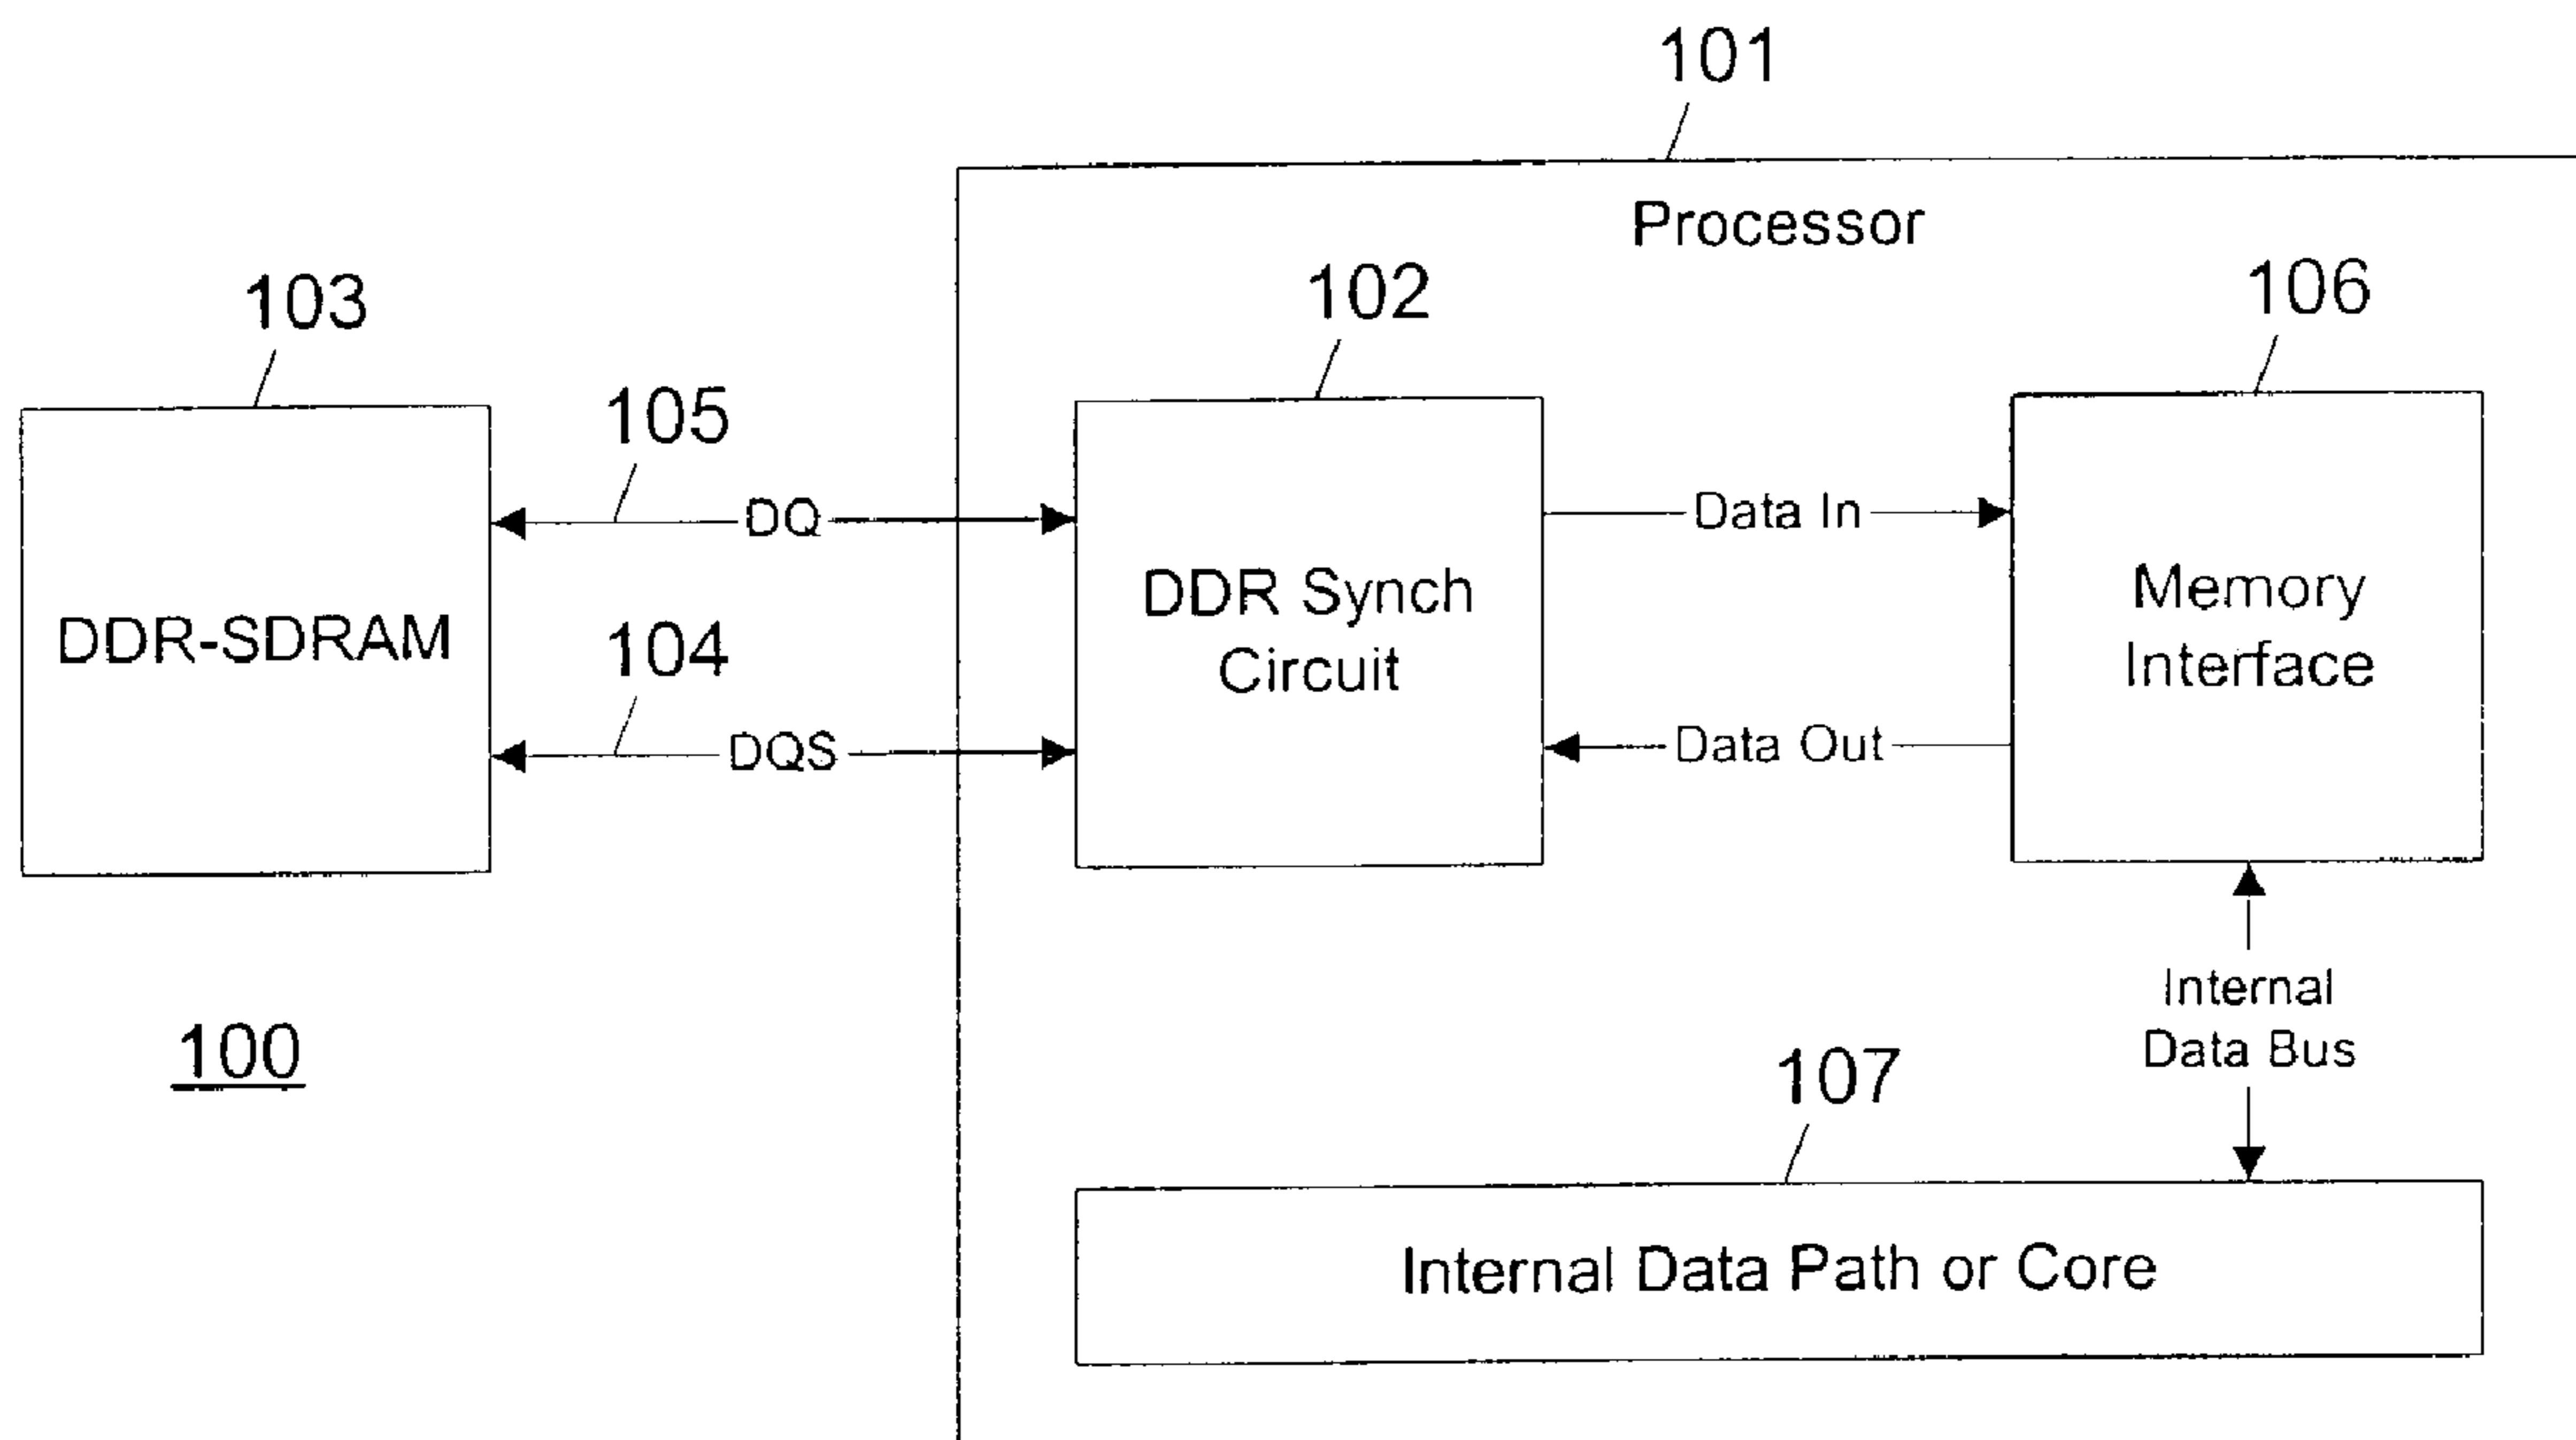 101
Processor
103
102
106
105
DQ
Data In
DDR-SDRAM
DDR Synch
Circuit
Memory
Interface
104
DQS
Data Out
Internal
Data Bus
100
107
Internal Data Path or Core